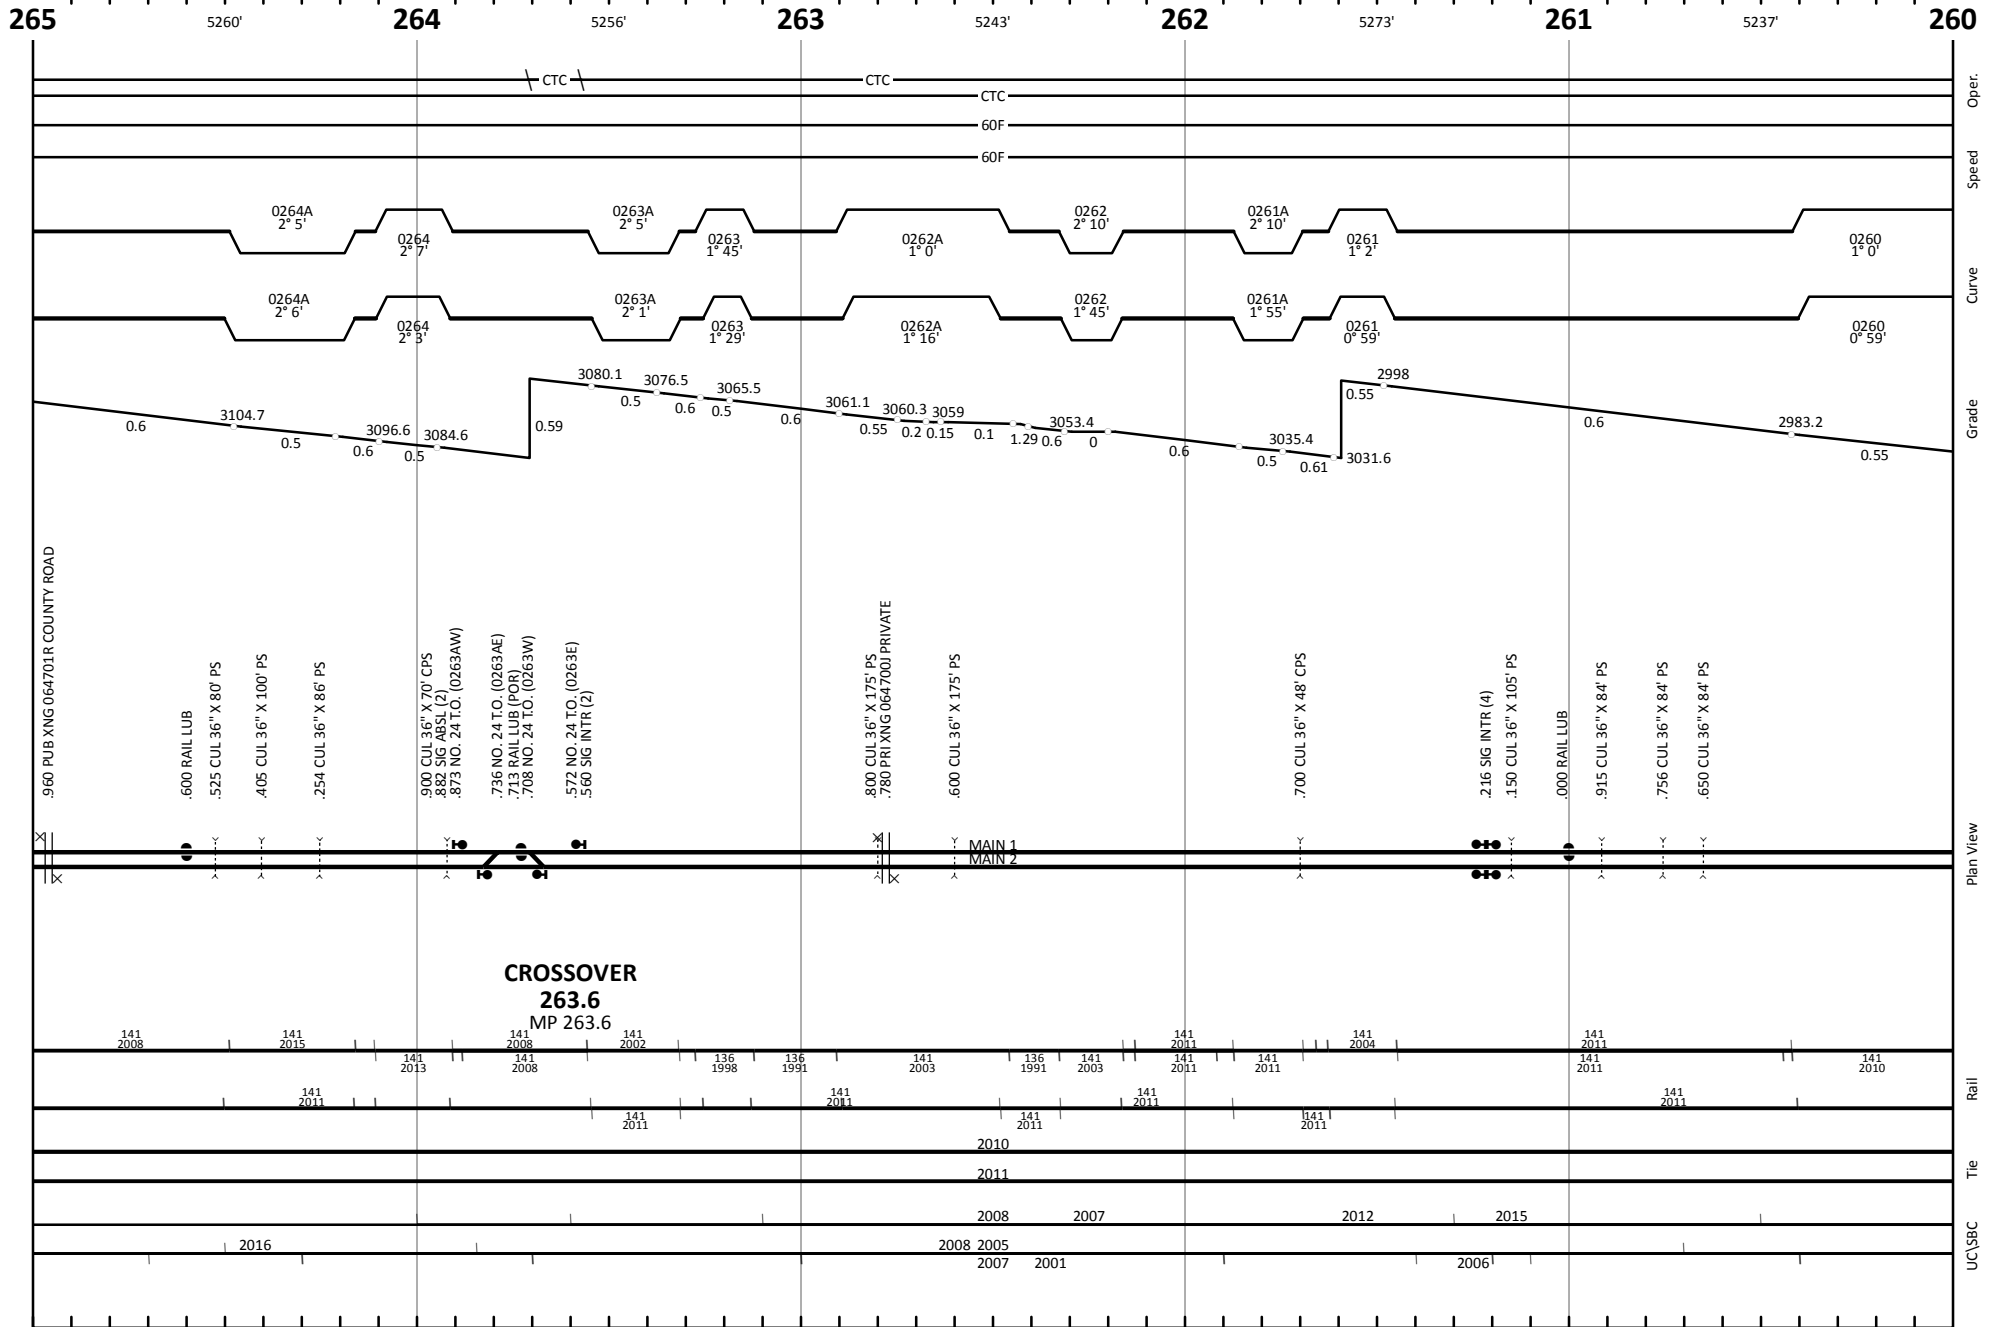 265 5260' 264 5256' 263 5243' 262 5273' 261 5237' 260
CTC CTC
CTC
Oper.
60F
60F
Speed
0264A 0263A 0262 0261A
2° 5' 2° 5' 2° 10' 2° 10'
0264 0263 0262A 0261 0260
2° 7' 1° 45' 1° 0' 1° 2' 1° 0'
Curve
0264A 0263A 0262 0261A
2° 6' 2° 1' 1° 45' 1° 55'
0264 0263 0262A 0261 0260
2° 3' 1° 29' 1° 16' 0° 59' 0° 59'
3104.7 3096.6 3084.6 3080.1 3076.5 3065.5 3061.1 3060.3 3059 3053.4 3035.4 3031.6 2998 2983.2
0.6 0.5 0.6 0.5 0.59 0.5 0.6 0.5 0.6 0.55 0.2 0.15 0.1 1.29 0.6 0 0.6 0.5 0.61 0.55 0.6 0.55
Grade
.960 PUB XNG 064701R COUNTY ROAD
.600 RAIL LUB
.525 CUL 36" X 80' PS
.405 CUL 36" X 100' PS
.254 CUL 36" X 86' PS
.900 CUL 36" X 70' CPS
.882 SIG ABSL (2)
.873 NO. 24 T.O. (0263AW)
.736 NO. 24 T.O. (0263AE)
.713 RAIL LUB (POR)
.708 NO. 24 T.O. (0263W)
.572 NO. 24 T.O. (0263E)
.560 SIG INTR (2)
.800 CUL 36" X 175' PS
.780 PRI XNG 064700J PRIVATE
.600 CUL 36" X 175' PS
.700 CUL 36" X 48' CPS
.216 SIG INTR (4)
.150 CUL 36" X 105' PS
.000 RAIL LUB
.915 CUL 36" X 84' PS
.756 CUL 36" X 84' PS
.650 CUL 36" X 84' PS
MAIN 1
MAIN 2
Plan View
CROSSOVER
263.6
MP 263.6
141 141 141 141 141 141 141
2008 2015 2008 2002 2011 2004 2011
141 141 136 136 141 136 141 141 141 141 141
2013 2008 1998 1991 2003 1991 2003 2011 2011 2011 2010
Rail
141 141 141 141
2011 2011 2011 2011
141 141 141
2011 2011 2011
2010
2011
Tie
2008 2007 2012 2015
2016 2008 2005
2007 2001 2006
UC\SBC